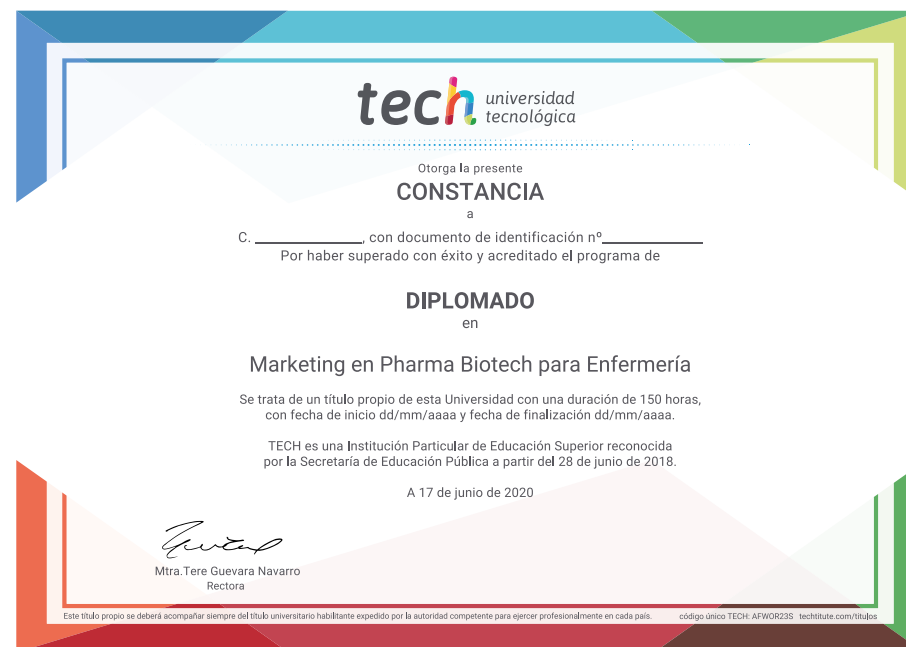 tech universidad
tecnológica
Otorga la presente
CONSTANCIA
a
C. ____________, con documento de identificación nº____________
Por haber superado con éxito y acreditado el programa de
DIPLOMADO
en
Marketing en Pharma Biotech para Enfermería
Se trata de un título propio de esta Universidad con una duración de 150 horas,
con fecha de inicio dd/mm/aaaa y fecha de finalización dd/mm/aaaa.
TECH es una Institución Particular de Educación Superior reconocida
por la Secretaría de Educación Pública a partir del 28 de junio de 2018.
A 17 de junio de 2020
Mtra.Tere Guevara Navarro
Rectora
Este título propio se deberá acompañar siempre del título universitario habilitante expedido por la autoridad competente para ejercer profesionalmente en cada país. código único TECH: AFWOR23S techtitute.com/titulos